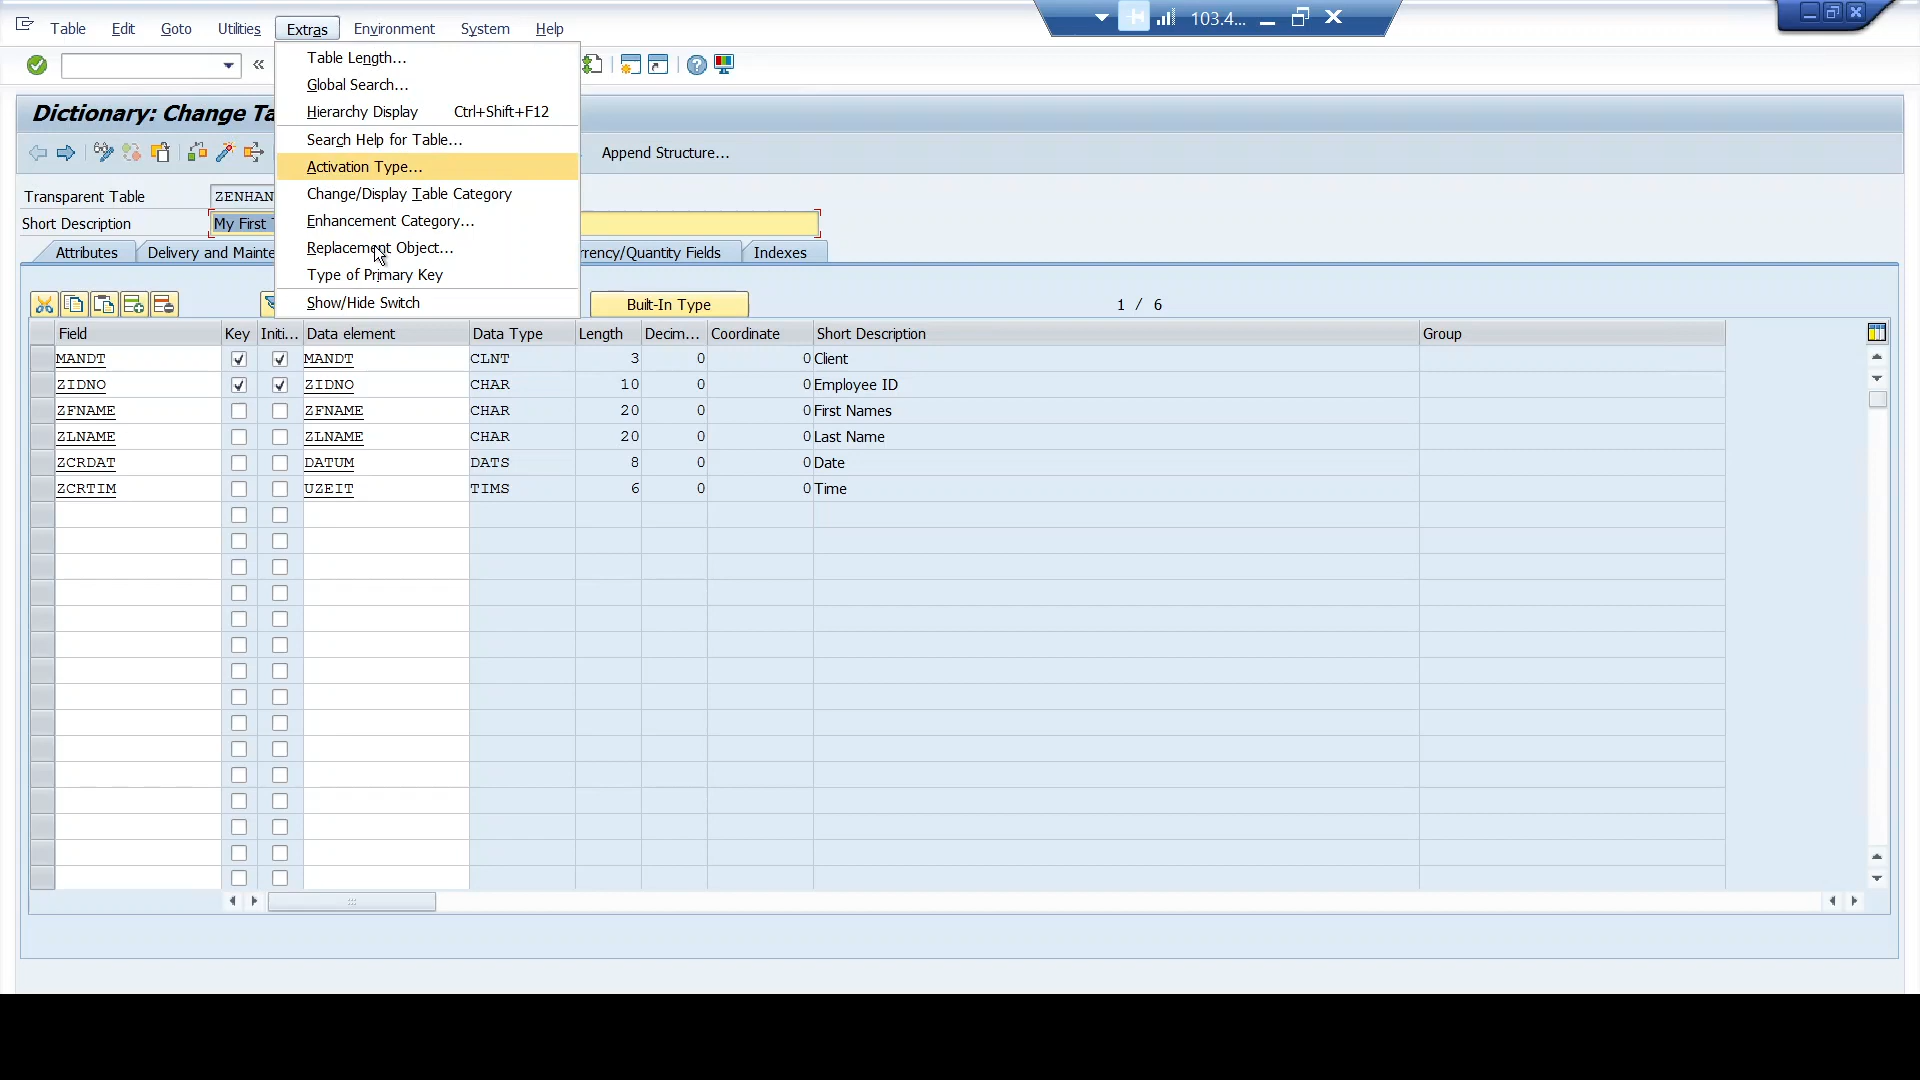 Table Edit Goto Utilities Extras Environment System Help
103.4...
Table Length...
Global Search...
Hierarchy Display Ctrl+Shift+F12
Dictionary: Change Ta
Search Help for Table...
Append Structure...
Activation Type...
Transparent Table ZENHAN
Change/Display Table Category
Short Description My First
Enhancement Category...
Replacement Object...
Attributes Delivery and Mainte rrency/Quantity Fields Indexes
Type of Primary Key
Show/Hide Switch
Built-In Type 1 / 6
Field Key Initi... Data element Data Type Length Decim... Coordinate Short Description Group
MANDT MANDT CLNT 3 0 0 Client
ZIDNO ZIDNO CHAR 10 0 0 Employee ID
ZFNAME ZFNAME CHAR 20 0 0 First Names
ZLNAME ZLNAME CHAR 20 0 0 Last Name
ZCRDAT DATUM DATS 8 0 0 Date
ZCRTIM UZEIT TIMS 6 0 0 Time